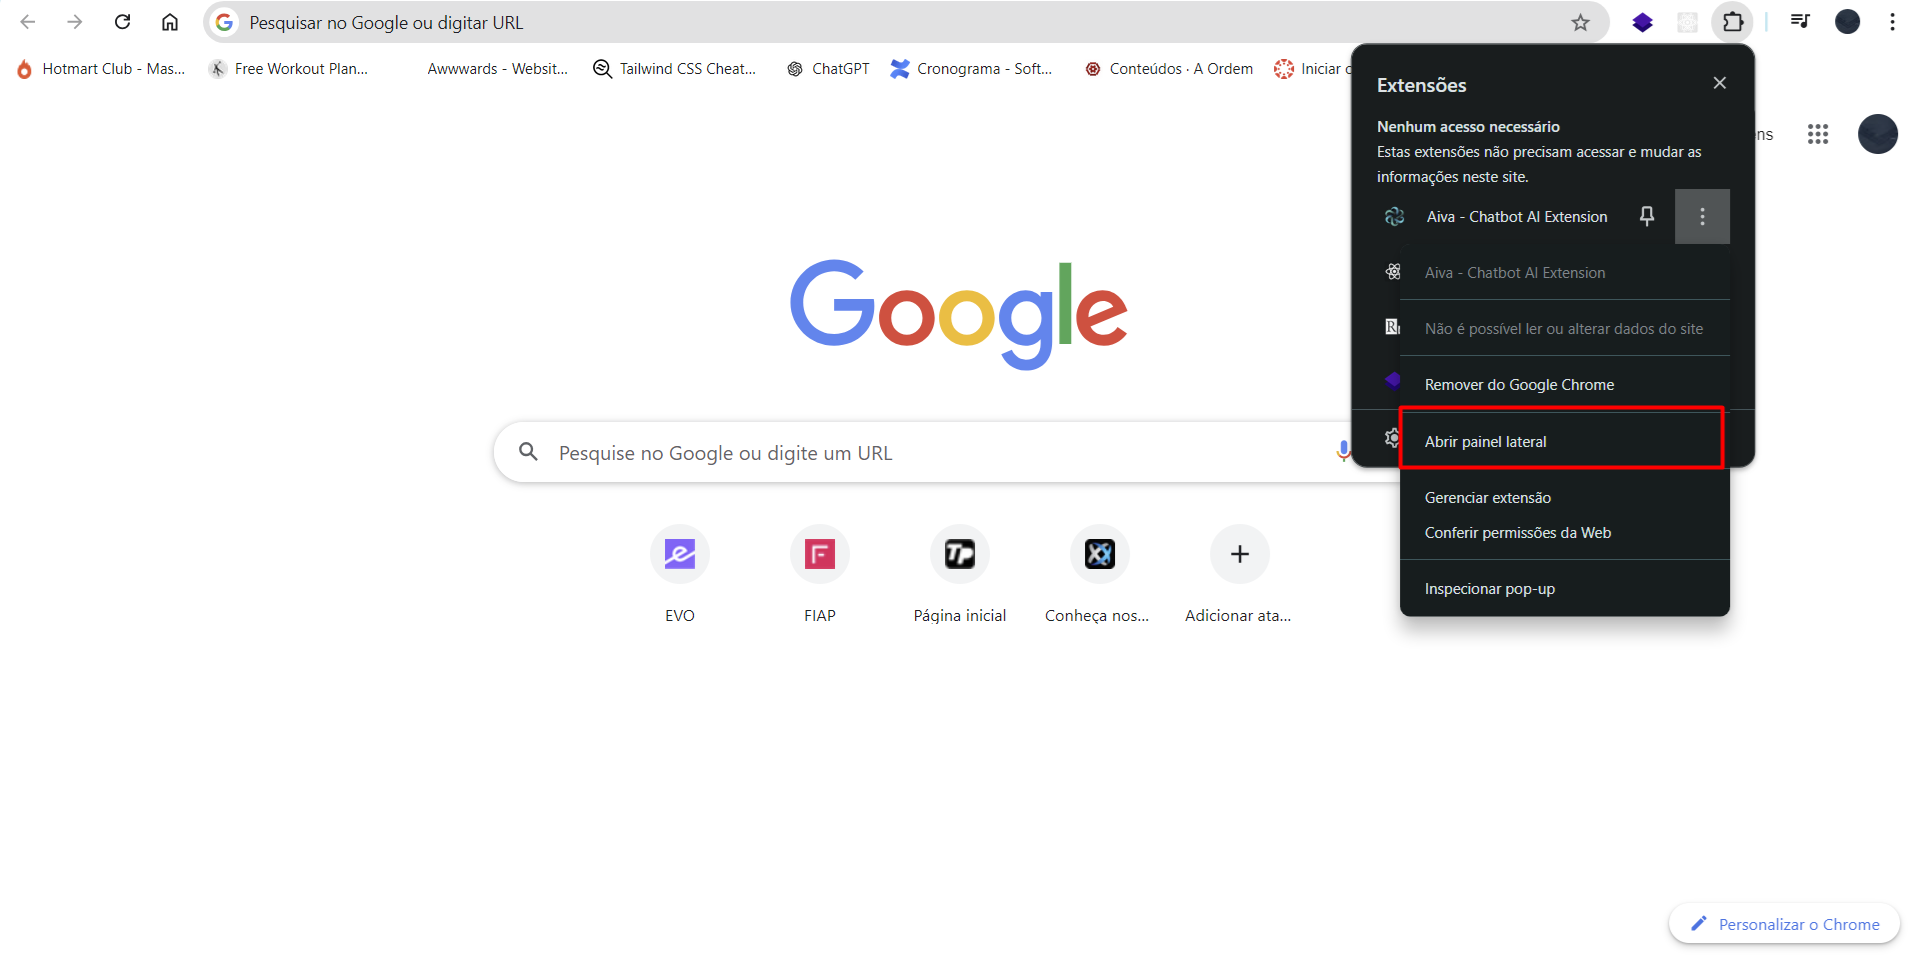 Pesquisar no Google ou digitar URL
Hotmart Club - Mas...
Free Workout Plan...
Awwwards - Websit...
Tailwind CSS Cheat...
ChatGPT
Cronograma - Soft...
Conteúdos · A Ordem
Iniciar
Extensões
Nenhum acesso necessário
Estas extensões não precisam acessar e mudar as
informações neste site.
Aiva - Chatbot AI Extension
Aiva - Chatbot AI Extension
Não é possível ler ou alterar dados do site
Remover do Google Chrome
Abrir painel lateral
Gerenciar extensão
Conferir permissões da Web
Inspecionar pop-up
Google
Pesquise no Google ou digite um URL
EVO
FIAP
Página inicial
Conheça nos...
Adicionar ata...
Personalizar o Chrome